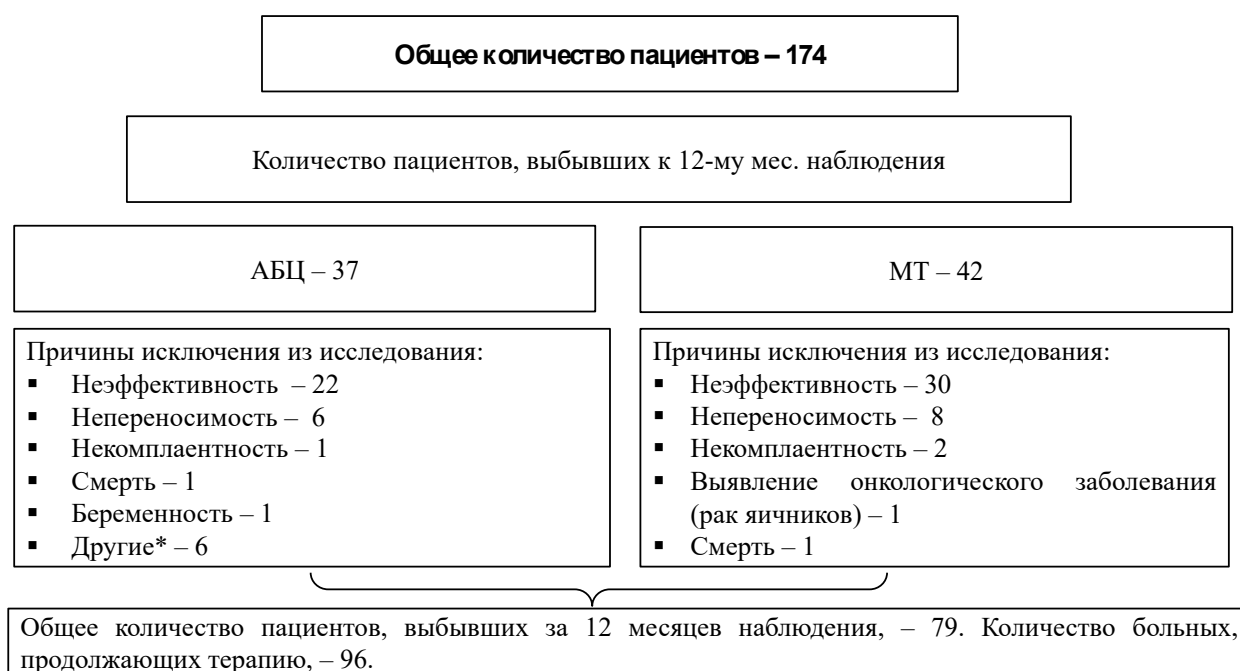 Общее количество пациентов – 174
Количество пациентов, выбывших к 12-му мес. наблюдения
АБЦ – 37
МТ – 42
Причины исключения из исследования:
▪ Неэффективность – 22
▪ Непереносимость – 6
▪ Некомплаентность – 1
▪ Смерть – 1
▪ Беременность – 1
▪ Другие* – 6
Причины исключения из исследования:
▪ Неэффективность – 30
▪ Непереносимость – 8
▪ Некомплаентность – 2
▪ Выявление онкологического заболевания
(рак яичников) – 1
▪ Смерть – 1
Общее количество пациентов, выбывших за 12 месяцев наблюдения, – 79. Количество больных,
продолжающих терапию, – 96.